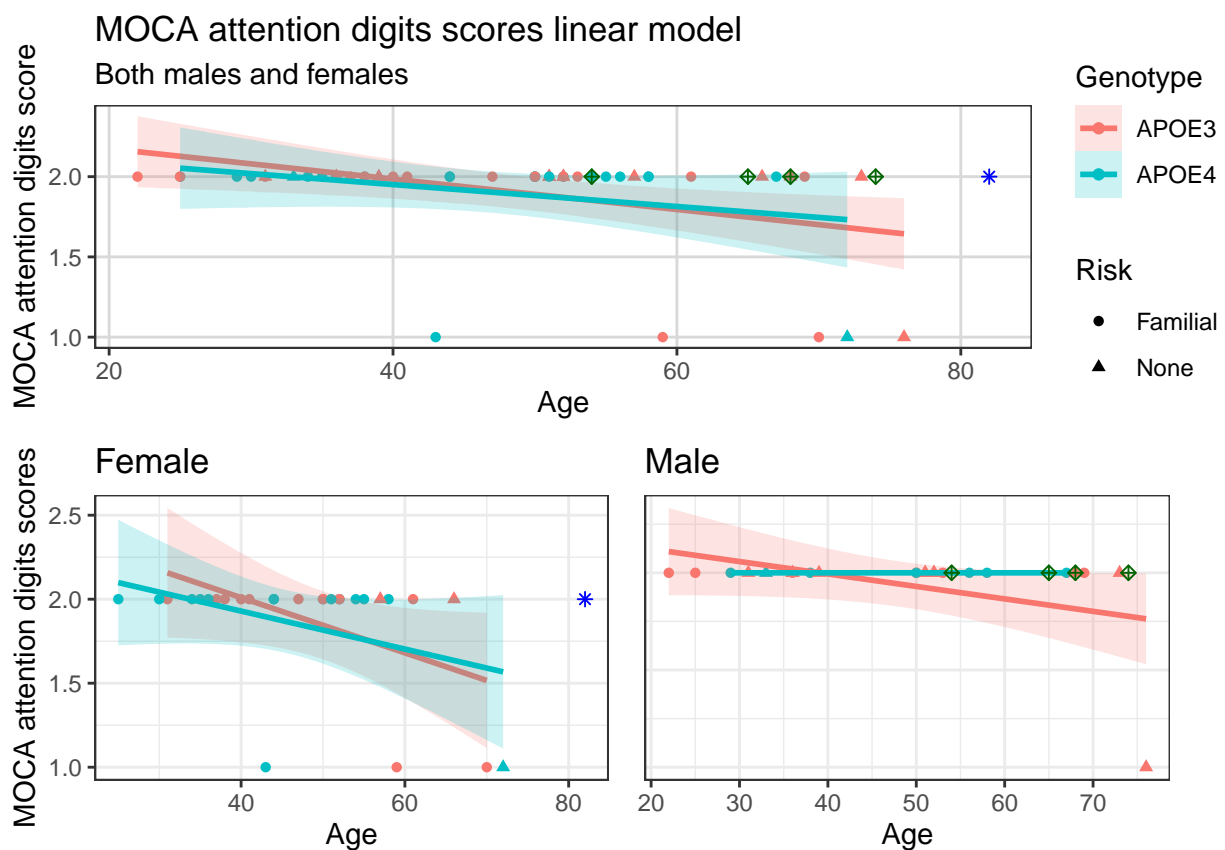 MOCA attention digits scores linear model
Both males and females
MOCA attention digits score
2.0
1.5
1.0
20
40
60
80
Age
Genotype
APOE3
APOE4
Risk
Familial
None
Female
MOCA attention digits scores
2.5
2.0
1.5
1.0
40
60
80
Age
Male
20
30
40
50
60
70
Age